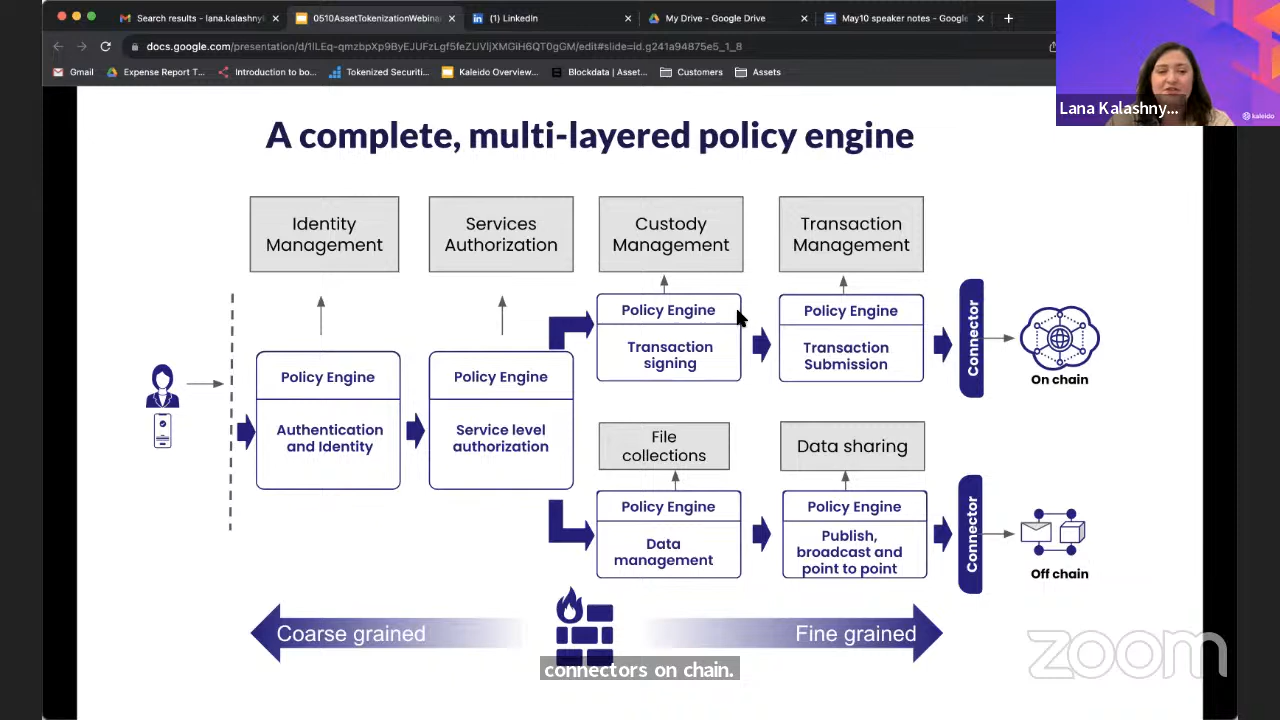 Search results - lana.kalashnyk
0510AssetTokenizationWebinar
(1) LinkedIn
My Drive - Google Drive
May10 speaker notes - Google
docs.google.com/presentation/d/1lLEq-qmzbpXp9ByEJUFzLgf5feZUVljXMGiH6QT0gGM/edit#slide=id.g241a94875e5_1_8
Gmail
Expense Report T...
Introduction to bo...
Tokenized Securiti...
Kaleido Overview...
Blockdata | Asset...
Customers
Assets
Lana Kalashny...
kaleido
A complete, multi-layered policy engine
Identity
Management
Services
Authorization
Custody
Management
Transaction
Management
Policy Engine
Authentication
and Identity
Policy Engine
Service level
authorization
Policy Engine
Transaction
signing
Policy Engine
Transaction
Submission
Connector
On chain
File
collections
Data sharing
Policy Engine
Data
management
Policy Engine
Publish,
broadcast and
point to point
Connector
Off chain
Coarse grained
Fine grained
connectors on chain.
zoom